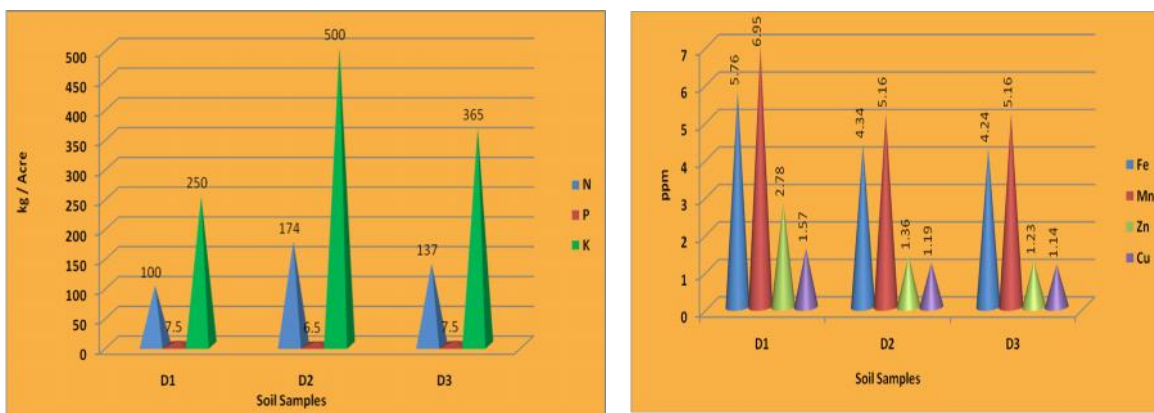 500
450
400
350
300
250
200
150
100
50
0
kg / Acre
100
7.5
250
174
6.5
500
137
7.5
365
D1
D2
D3
Soil Samples
N
P
K
7
6
5
4
3
2
1
0
ppm
5.76
6.95
2.78
1.57
4.34
5.16
1.36
1.19
4.24
5.16
1.23
1.14
D1
D2
D3
Soil Samples
Fe
Mn
Zn
Cu